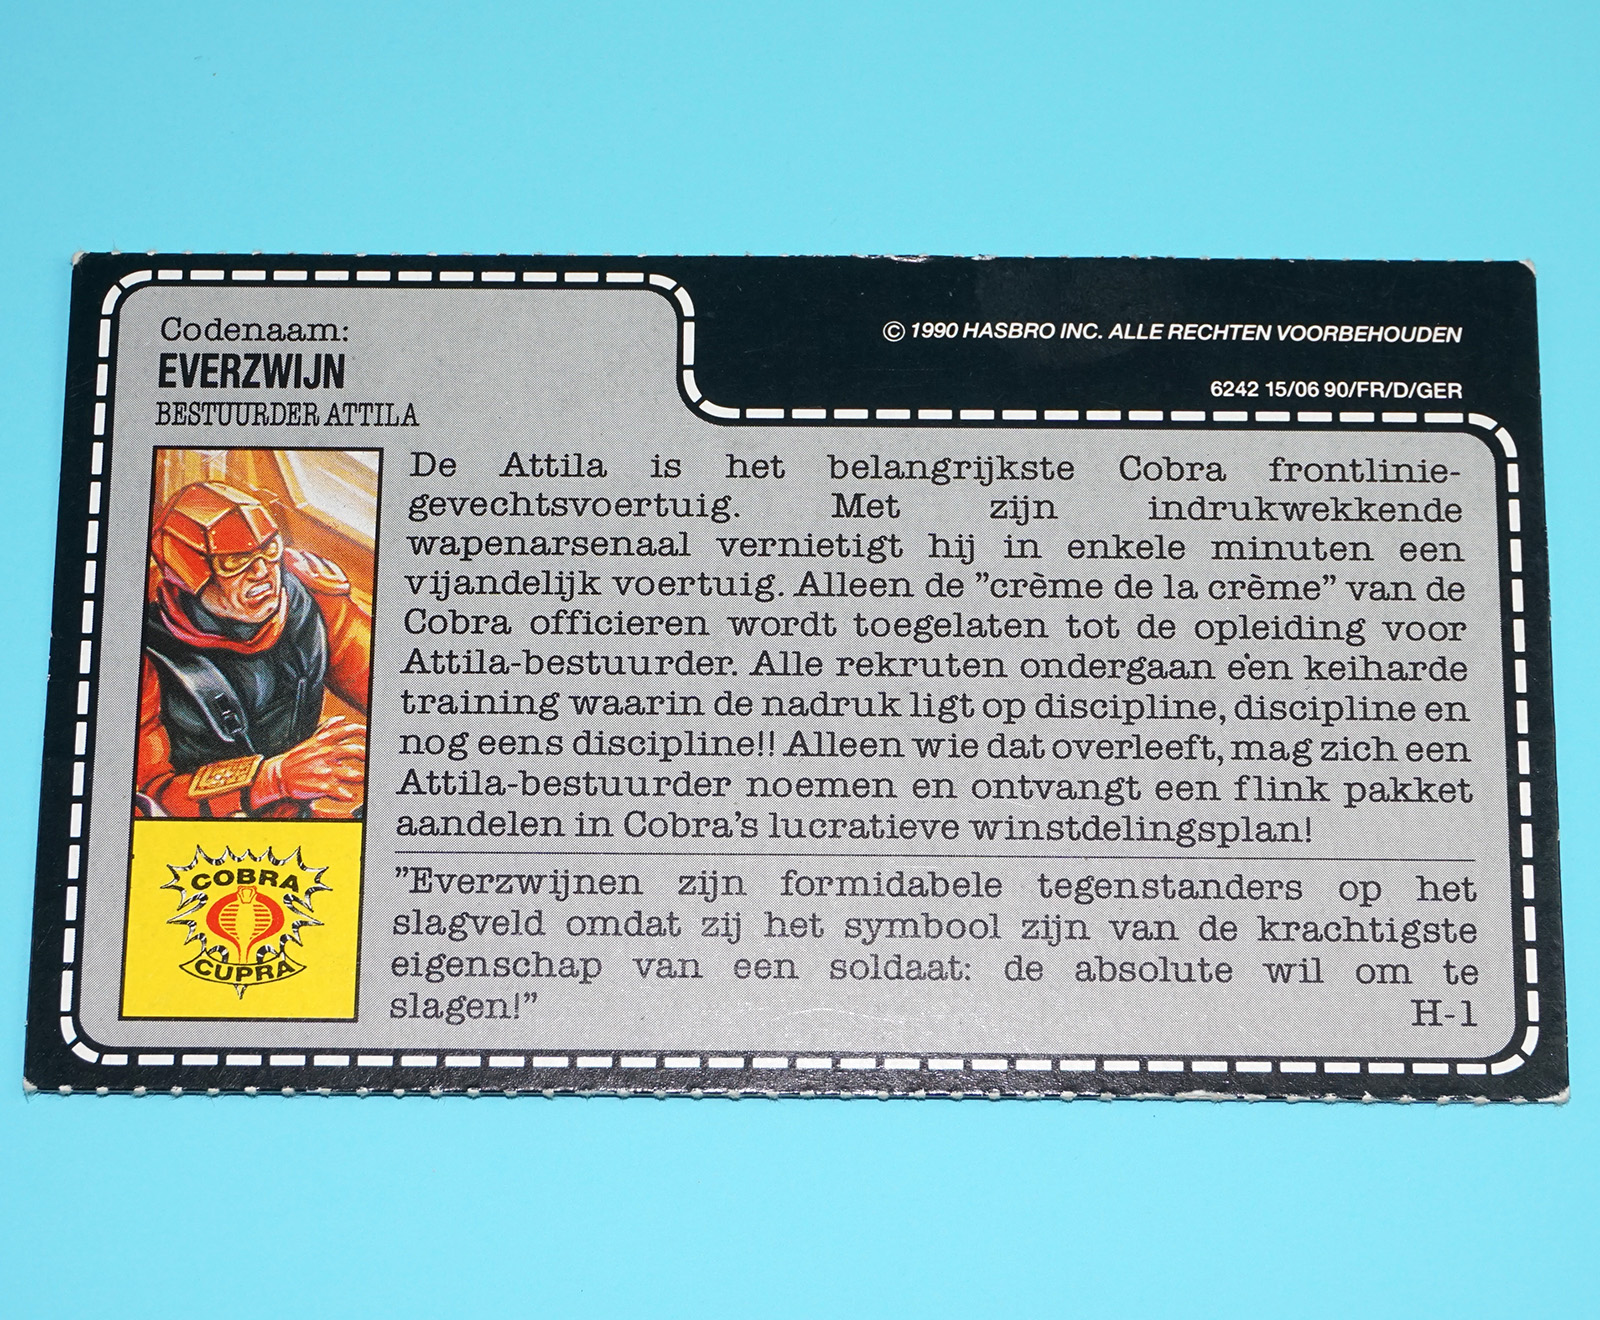 Codenaam:
EVERZWIJN
BESTUURDER ATTILA
© 1990 HASBRO INC. ALLE RECHTEN VOORBEHOUDEN
6242 15/06 90/FR/D/GER
De Attila is het belangrijkste Cobra frontlinie-
gevechtsvoertuig. Met zijn indrukwekkende
wapenarsenaal vernietigt hij in enkele minuten een
vijandelijk voertuig. Alleen de ”crème de la crème” van de
Cobra officieren wordt toegelaten tot de opleiding voor
Attila-bestuurder. Alle rekruten ondergaan een keiharde
training waarin de nadruk ligt op discipline, discipline en
nog eens discipline!! Alleen wie dat overleeft, mag zich een
Attila-bestuurder noemen en ontvangt een flink pakket
aandelen in Cobra's lucratieve winstdelingsplan!
”Everzwijnen zijn formidabele tegenstanders op het
slagveld omdat zij het symbool zijn van de krachtigste
eigenschap van een soldaat: de absolute wil om te
slagen!”
H-1
COBRA
CUPRA